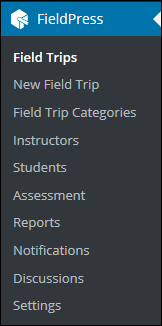 FieldPress
Field Trips
New Field Trip
Field Trip Categories
Instructors
Students
Assessment
Reports
Notifications
Discussions
Settings